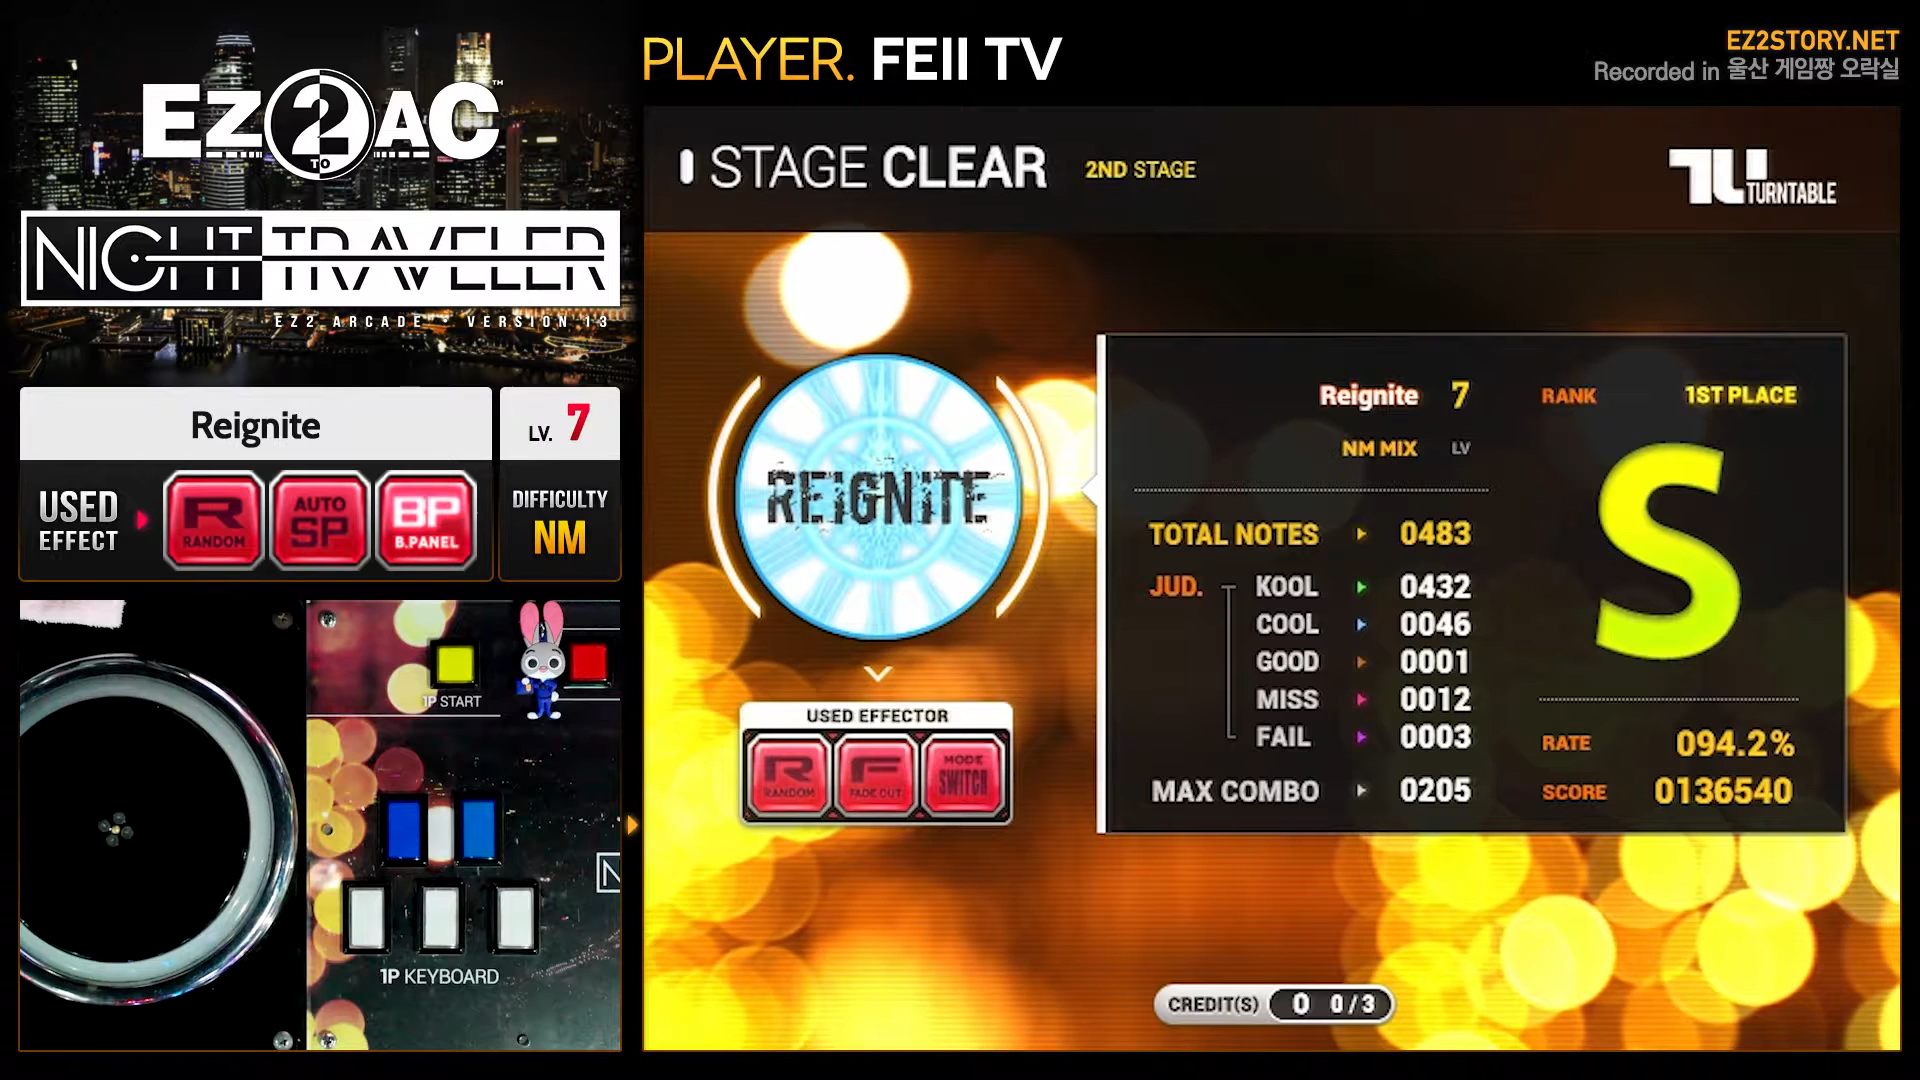 EZ2AC™
TO
NIGHT TRAVELER
EZ2 ARCADE · VERSION 13
Reignite
LV. 7
USED EFFECT
R RANDOM
AUTO SP
BP B.PANEL
DIFFICULTY
NM
1P START
1P KEYBOARD
N
PLAYER. FEII TV
EZ2STORY.NET
Recorded in 울산 게임짱 오락실
STAGE CLEAR 2ND STAGE
TURNTABLE
REIGNITE
USED EFFECTOR
R RANDOM
F FADE OUT
MODE SWITCH
Reignite 7
NM MIX LV
RANK 1ST PLACE
S
TOTAL NOTES 0483
JUD. KOOL 0432
COOL 0046
GOOD 0001
MISS 0012
FAIL 0003
MAX COMBO 0205
RATE 094.2%
SCORE 0136540
CREDIT(S) 0 0/3